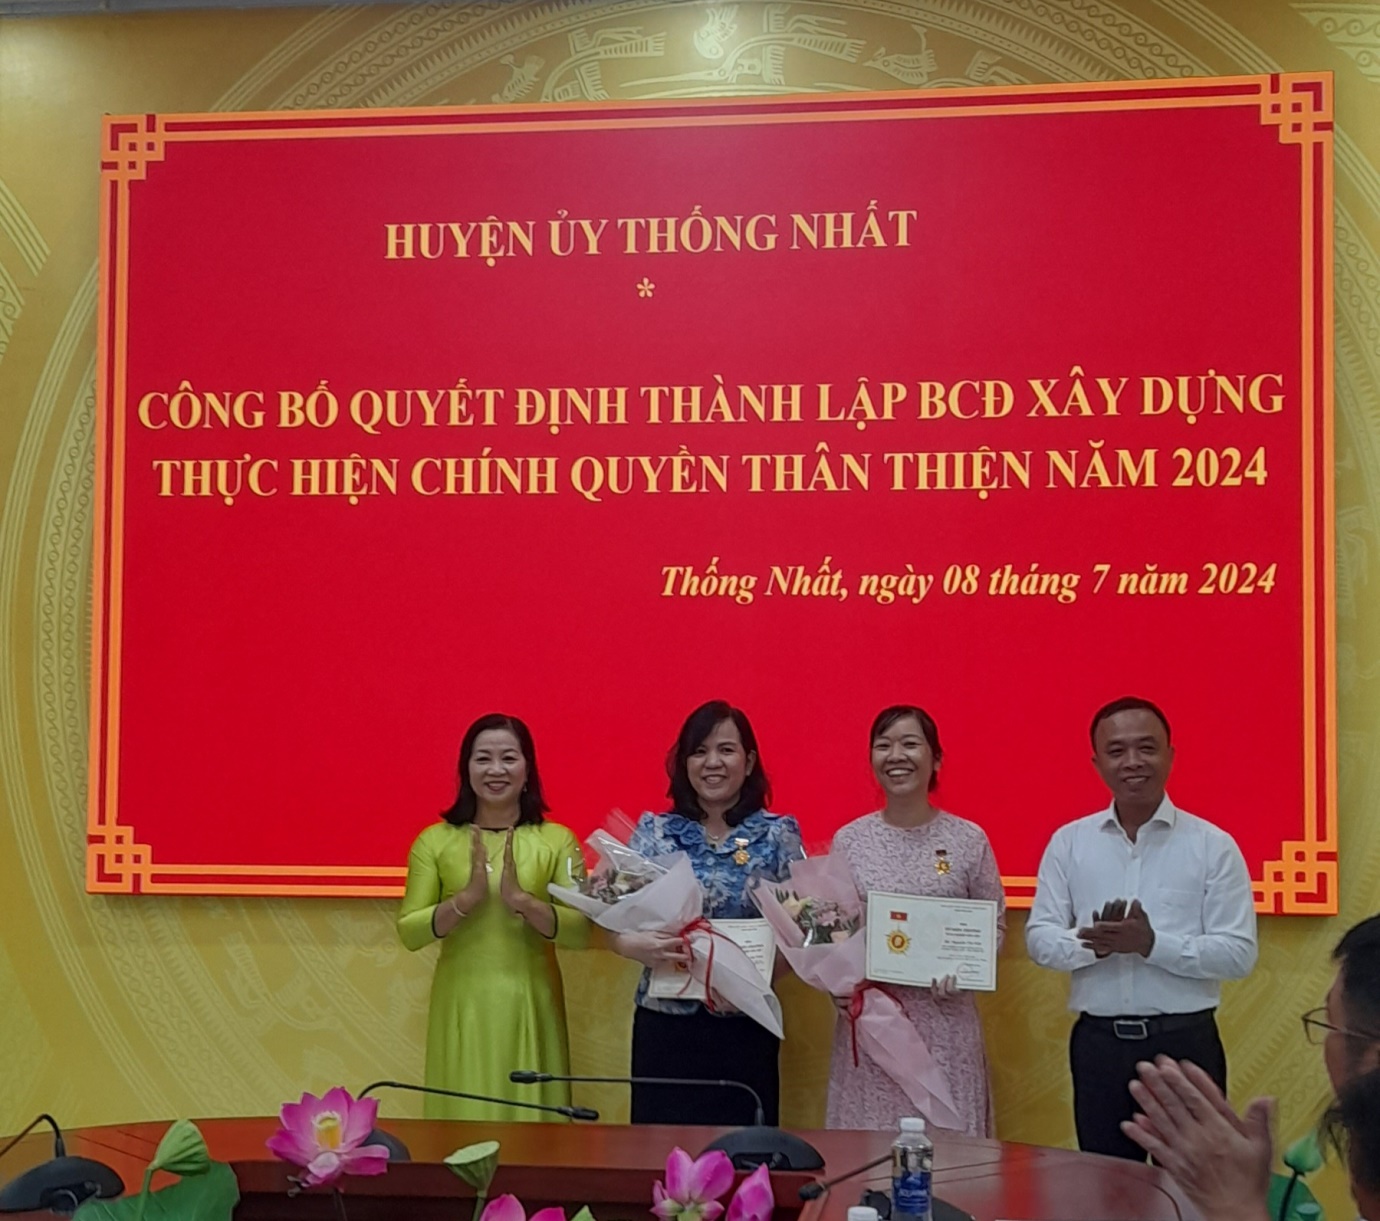 HUYỆN ỦY THỐNG NHẤT
*
CÔNG BỐ QUYẾT ĐỊNH THÀNH LẬP BCĐ XÂY DỰNG
THỰC HIỆN CHÍNH QUYỀN THÂN THIỆN NĂM 2024
Thống Nhất, ngày 08 tháng 7 năm 2024